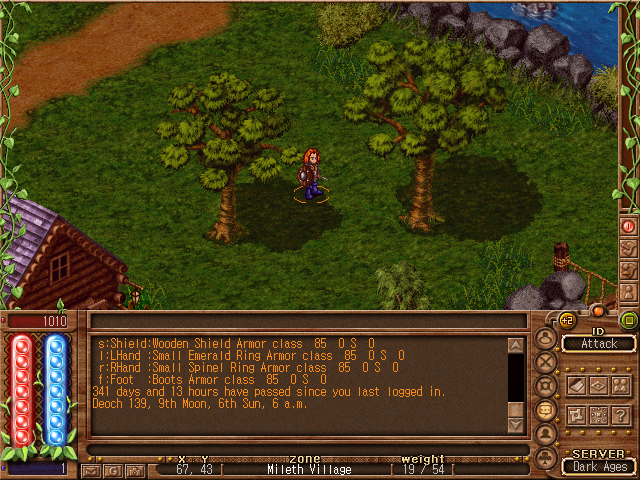 1010
s:Shield:Wooden Shield Armor class 85 0 S 0
l:LHand :Small Emerald Ring Armor class 85 0 S 0
r:RHand :Small Spinel Ring Armor class 85 0 S 0
f:Foot :Boots Armor class 85 0 S 0
341 days and 13 hours have passed since you last logged in.
Deoch 139, 9th Moon, 6th Sun, 6 a.m.
+2
ID
Attack
1
G
?
x Y zone weight
67, 43 [ Mileth Village [ 19 / 54 [
SERVER
Dark Ages